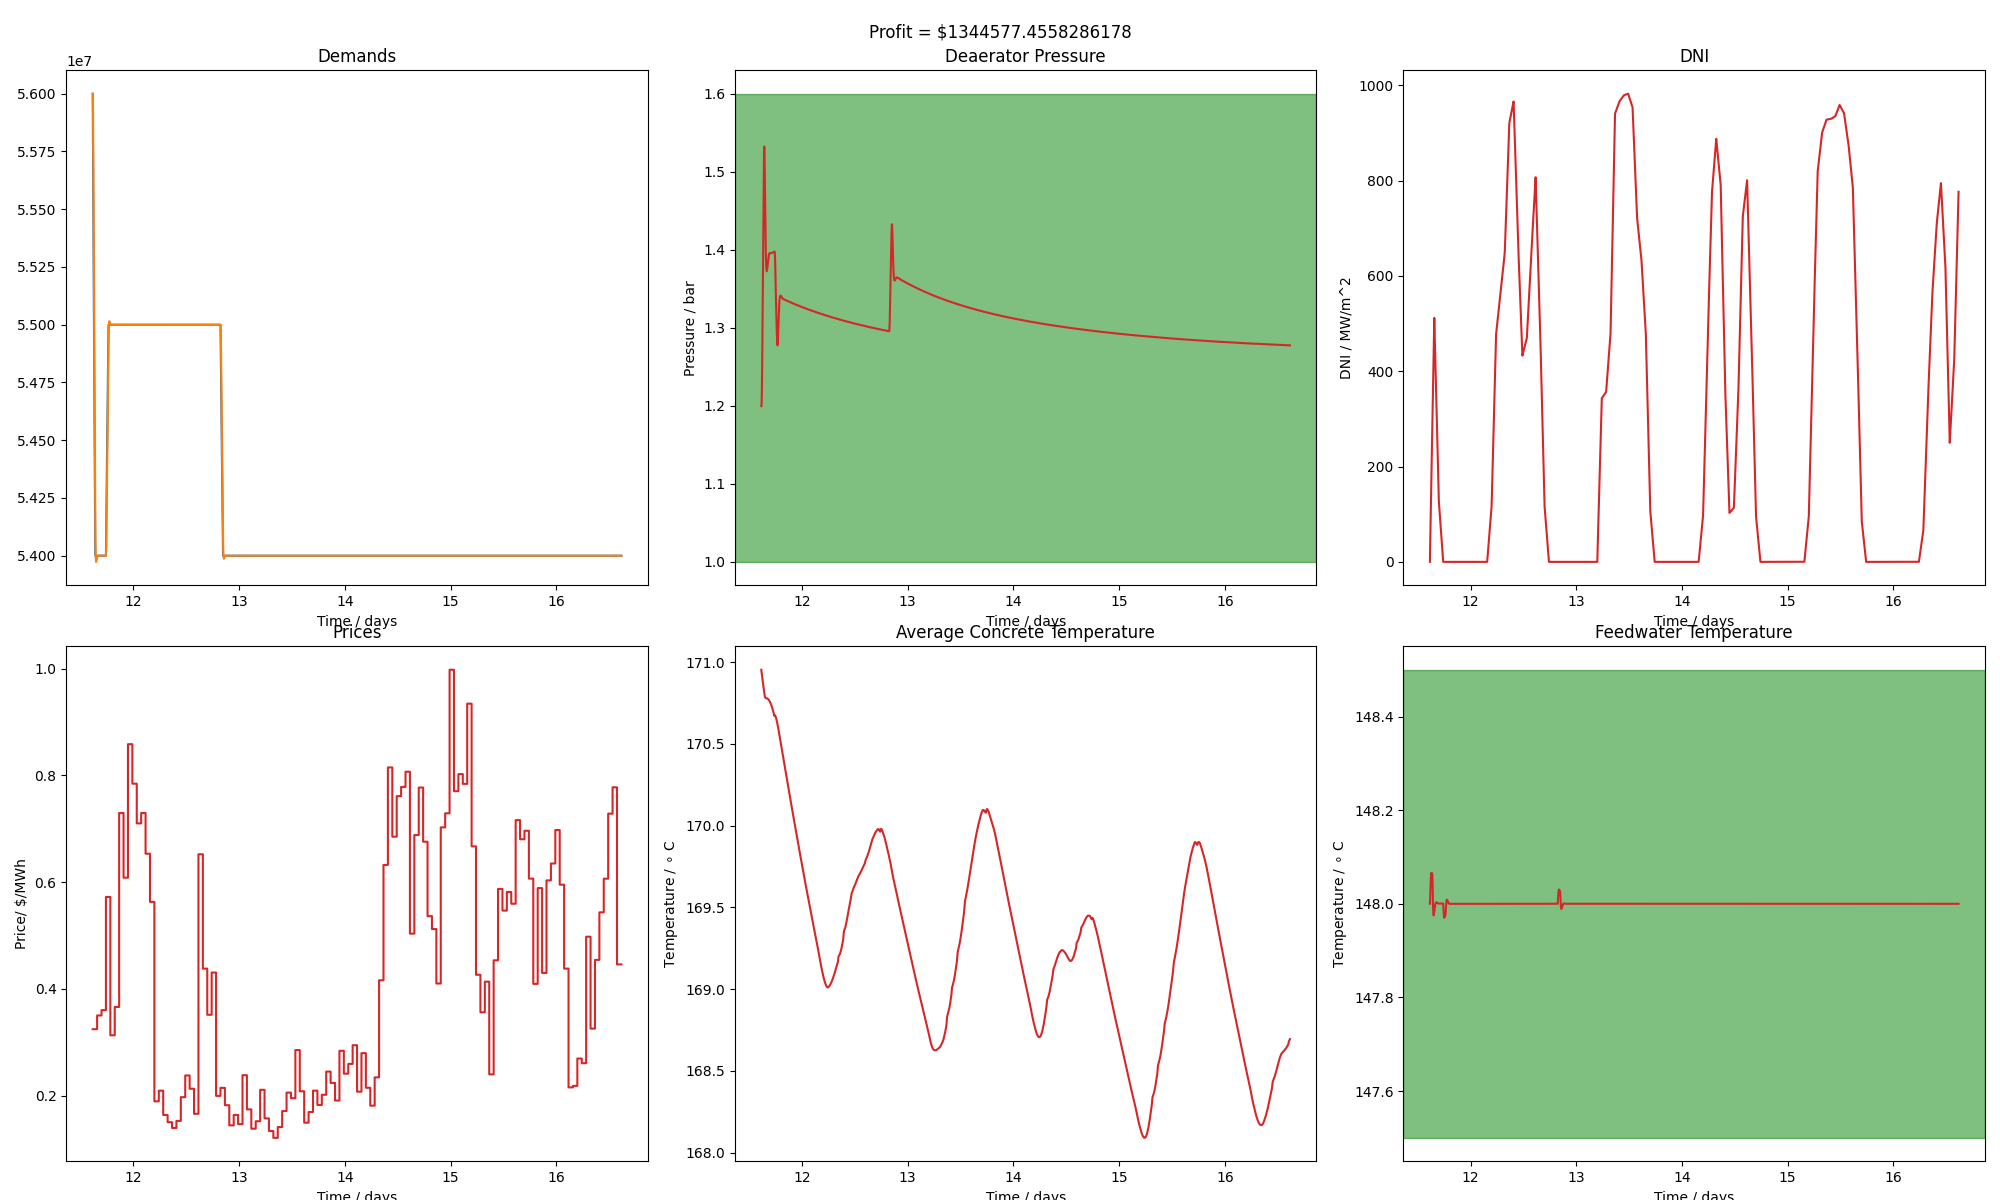 Profit = $1344577.4558286178
Demands
1e7
5.600
5.575
5.550
5.525
5.500
5.475
5.450
5.425
5.400
12 13 14 15 16
Time / days
Deaerator Pressure
Pressure / bar
1.6
1.5
1.4
1.3
1.2
1.1
1.0
12 13 14 15 16
Time / days
DNI
DNI / MW/m^2
1000
800
600
400
200
0
12 13 14 15 16
Time / days
Prices
Price/ $/MWh
1.0
0.8
0.6
0.4
0.2
12 13 14 15 16
Time / days
Average Concrete Temperature
Temperature / ∘ C
171.0
170.5
170.0
169.5
169.0
168.5
168.0
12 13 14 15 16
Time / days
Feedwater Temperature
Temperature / ∘ C
148.4
148.2
148.0
147.8
147.6
12 13 14 15 16
Time / days